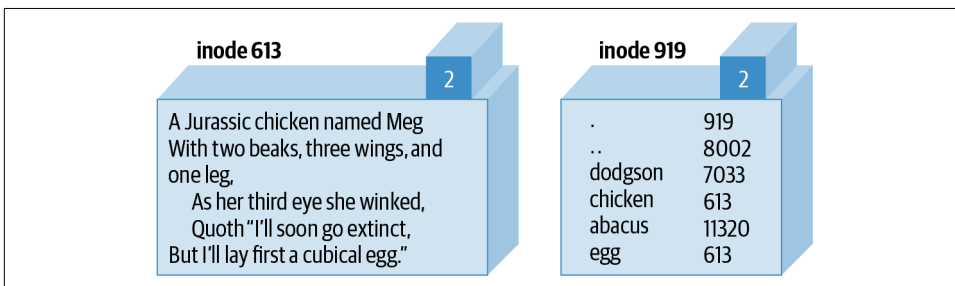 inode 613
2
A Jurassic chicken named Meg
With two beaks, three wings, and
one leg,
As her third eye she winked,
Quoth “I'll soon go extinct,
But I'll lay first a cubical egg.”
inode 919
2
. 919
.. 8002
dodgson 7033
chicken 613
abacus 11320
egg 613